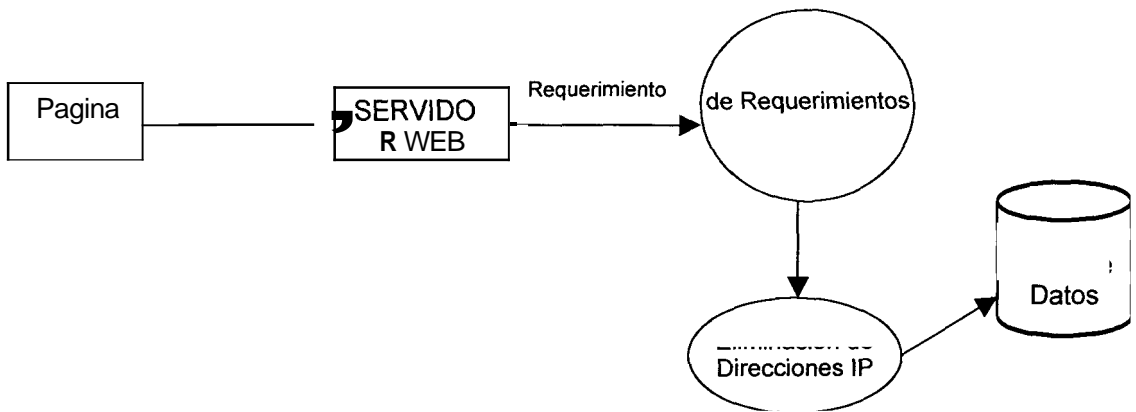 Pagina
SERVIDO
R WEB
Requerimiento
de Requerimientos
Direcciones IP
Datos